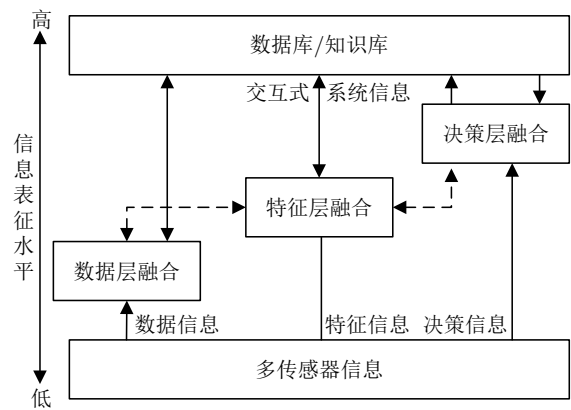 高
数据库/知识库
交互式 系统信息
决策层融合
信息表征水平
特征层融合
数据层融合
数据信息
特征信息
决策信息
多传感器信息
低